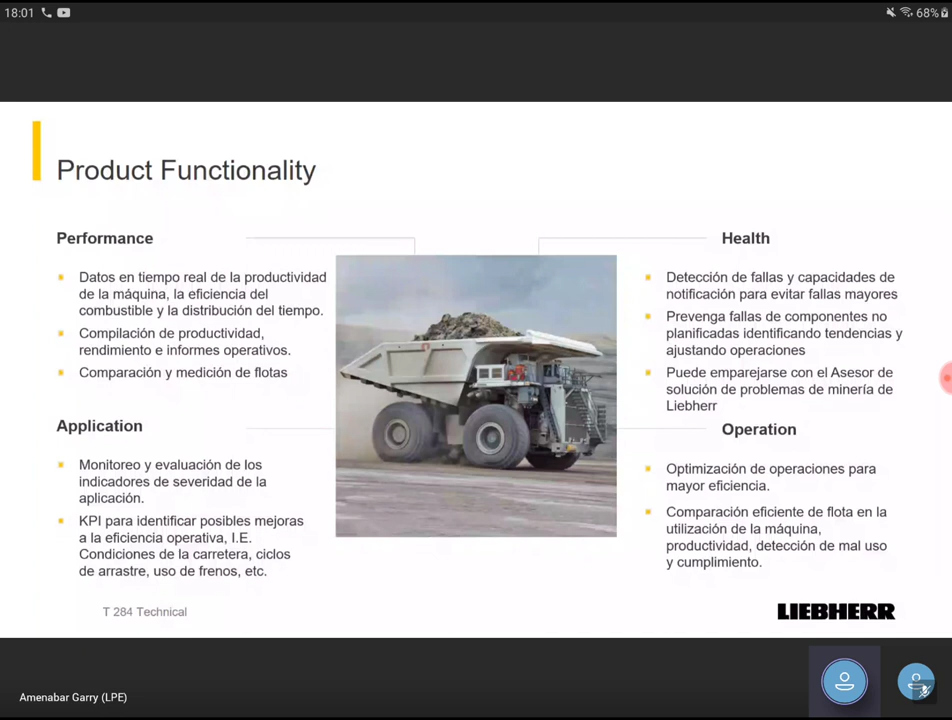 18:01
68%
Product Functionality
Performance
Datos en tiempo real de la productividad
de la máquina, la eficiencia del
combustible y la distribución del tiempo.
Compilación de productividad,
rendimiento e informes operativos.
Comparación y medición de flotas
Application
Monitoreo y evaluación de los
indicadores de severidad de la
aplicación.
KPI para identificar posibles mejoras
a la eficiencia operativa, I.E.
Condiciones de la carretera, ciclos
de arrastre, uso de frenos, etc.
Health
Detección de fallas y capacidades de
notificación para evitar fallas mayores
Prevenga fallas de componentes no
planificadas identificando tendencias y
ajustando operaciones
Puede emparejarse con el Asesor de
solución de problemas de minería de
Liebherr
Operation
Optimización de operaciones para
mayor eficiencia.
Comparación eficiente de flota en la
utilización de la máquina,
productividad, detección de mal uso
y cumplimiento.
T 284 Technical
LIEBHERR
Amenabar Garry (LPE)